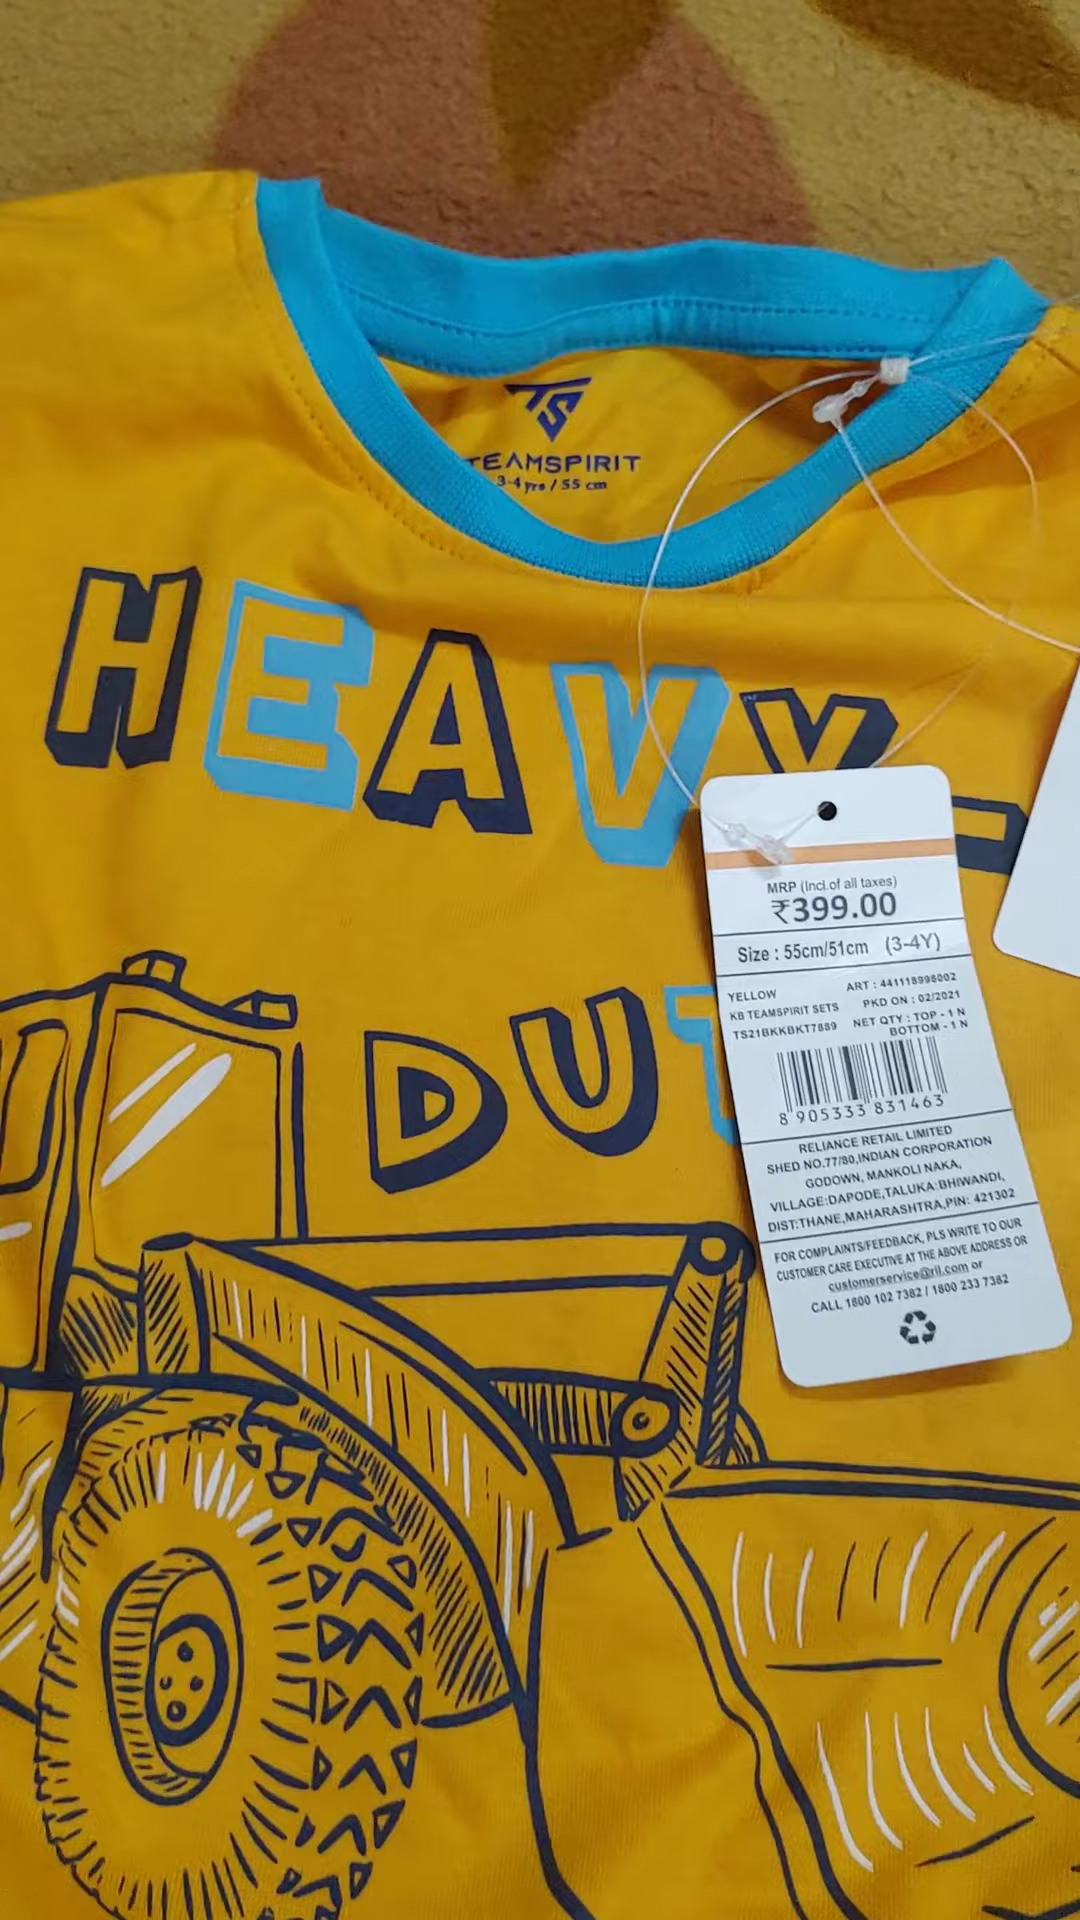 TS
TEAMSPIRIT
3-4 yrs / 55 cm
HEAVY-
DUT
MRP (Incl.of all taxes)
₹399.00
Size : 55cm/51cm (3-4Y)
YELLOW ART : 441118998002
KB TEAMSPIRIT SETS PKD ON : 02/2021
TS21BKKBKT7889 NET QTY : TOP - 1 N
BOTTOM - 1 N
8 905333 831463
RELIANCE RETAIL LIMITED
SHED NO.77/80,INDIAN CORPORATION
GODOWN, MANKOLI NAKA,
VILLAGE:DAPODE,TALUKA:BHIWANDI,
DIST:THANE,MAHARASHTRA,PIN: 421302
FOR COMPLAINTS/FEEDBACK, PLS WRITE TO OUR
CUSTOMER CARE EXECUTIVE AT THE ABOVE ADDRESS OR
customerservice@ril.com or
CALL 1800 102 7382 / 1800 233 7382